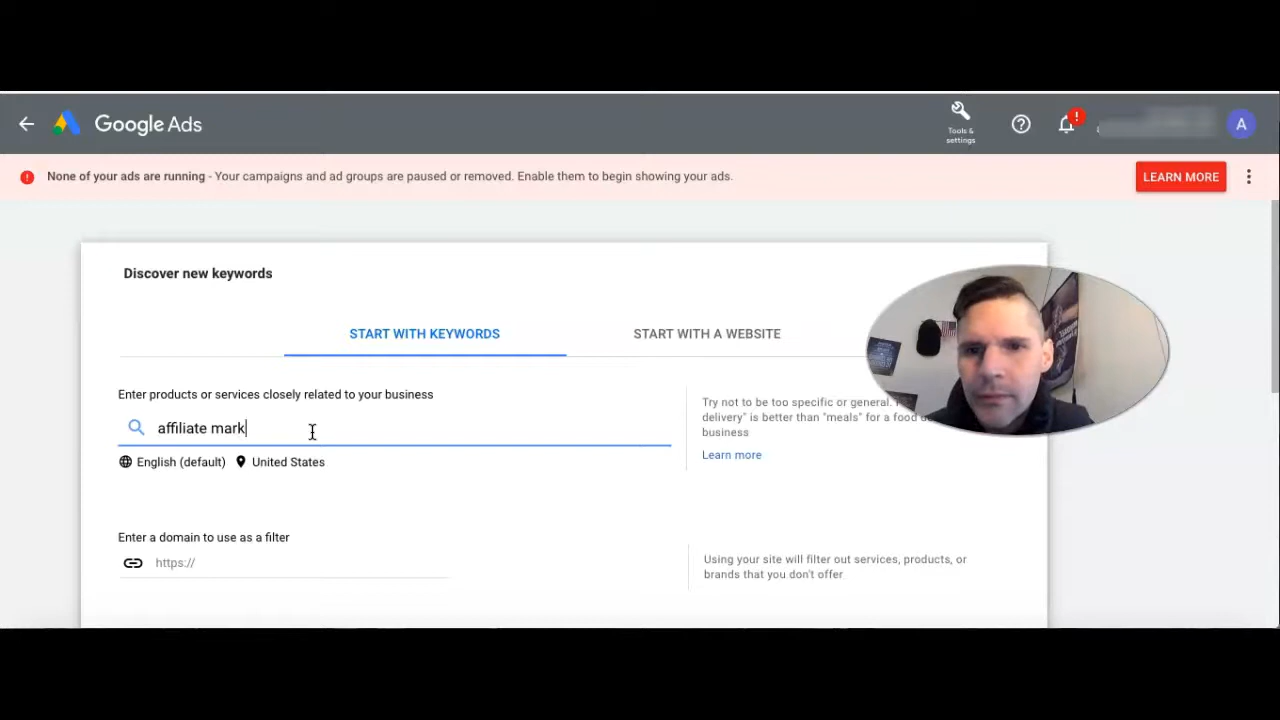 Google Ads
Tools &
settings
!
A
None of your ads are running - Your campaigns and ad groups are paused or removed. Enable them to begin showing your ads.
LEARN MORE
Discover new keywords
START WITH KEYWORDS
START WITH A WEBSITE
Enter products or services closely related to your business
affiliate mark
English (default)
United States
Try not to be too specific or general.
delivery" is better than "meals" for a food
business
Learn more
Enter a domain to use as a filter
https://
Using your site will filter out services, products, or
brands that you don't offer